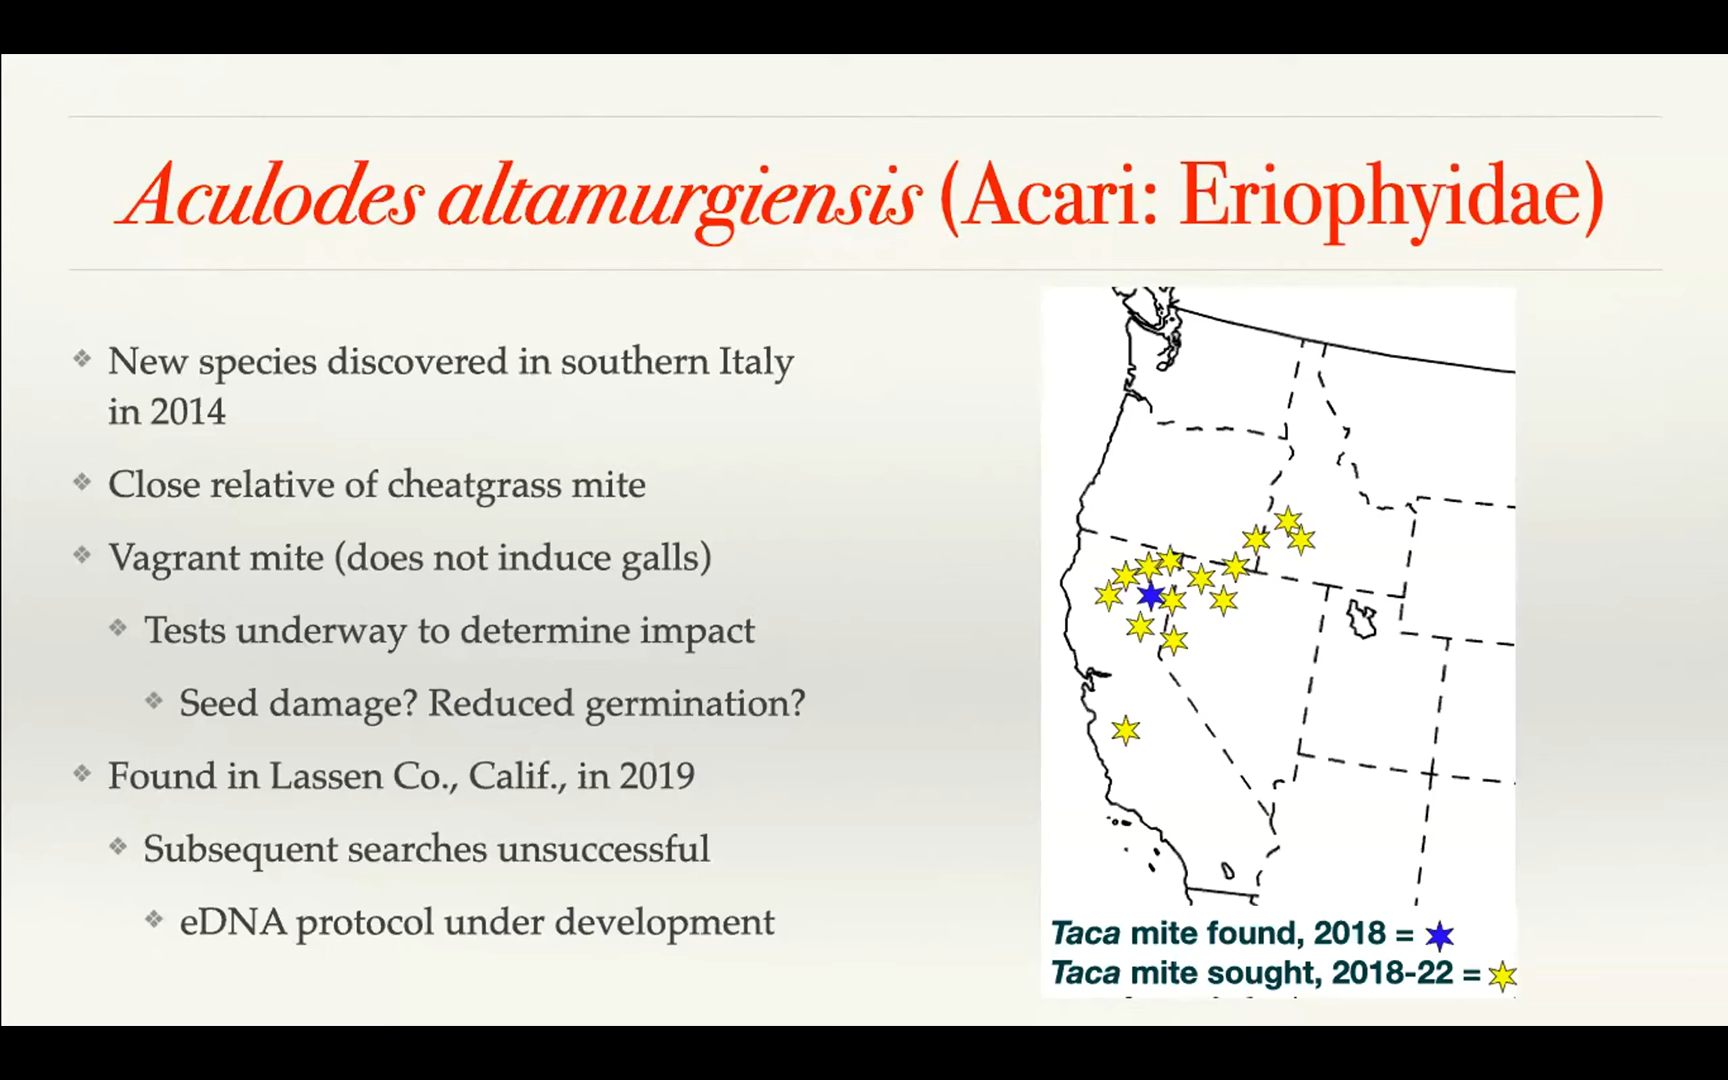 Aculodes altamurgiensis (Acari: Eriophyidae)
New species discovered in southern Italy
in 2014
Close relative of cheatgrass mite
Vagrant mite (does not induce galls)
Tests underway to determine impact
Seed damage? Reduced germination?
Found in Lassen Co., Calif., in 2019
Subsequent searches unsuccessful
eDNA protocol under development
Taca mite found, 2018 =
Taca mite sought, 2018-22 =